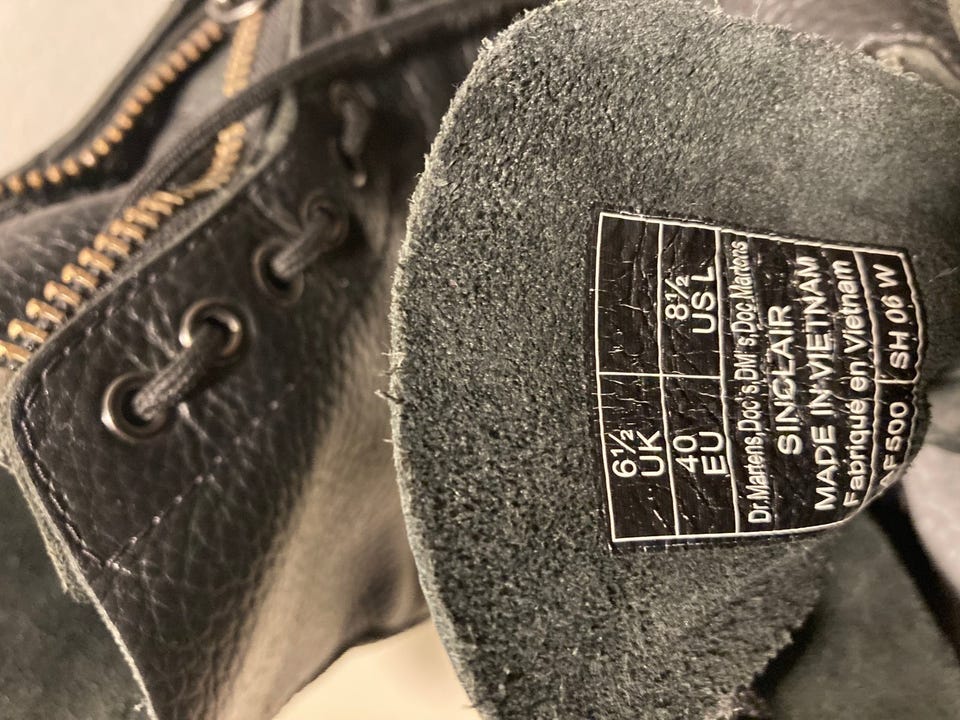 6½
UK
40
EU
8½
US L
Dr.Martens,Doc's,DM's,Doc Martens
SINCLAIR
MADE IN VIETNAM
Fabriqué en Vietnam
SH 06 W